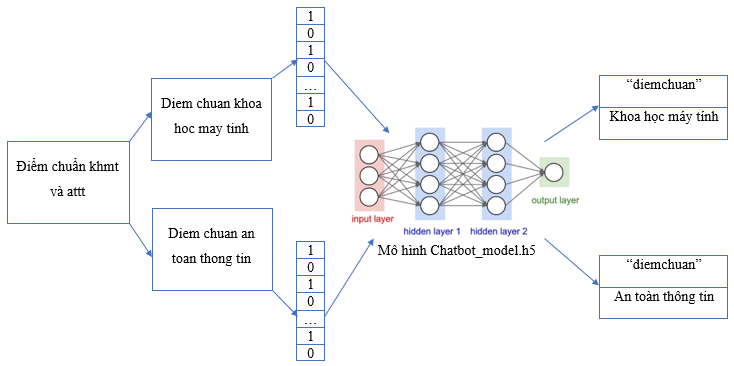 Điểm chuẩn khmt
và attt
Diem chuan khoa
hoc may tinh
Diem chuan an
toan thong tin
1
0
1
0
…
1
0
1
0
1
0
…
1
0
input layer
hidden layer 1
hidden layer 2
output layer
Mô hình Chatbot_model.h5
“diemchuan”
Khoa học máy tính
“diemchuan”
An toàn thông tin